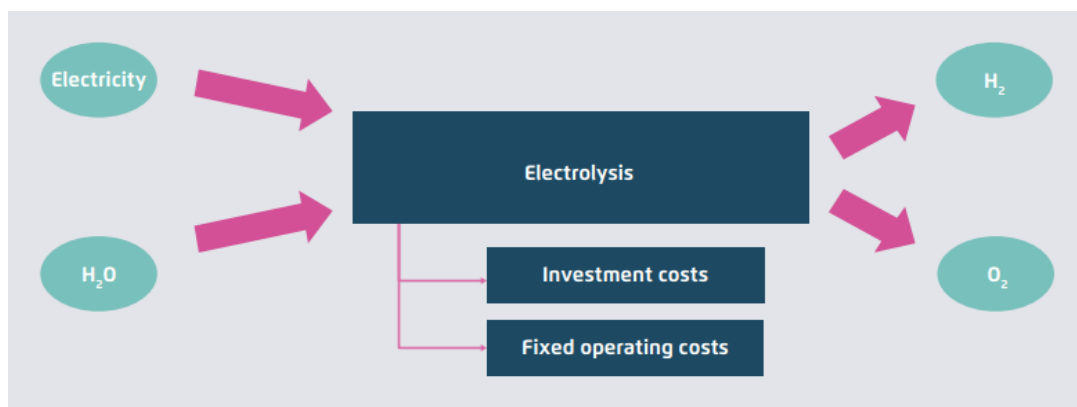 Electricity
H₂
Electrolysis
H₂O
Investment costs
O₂
Fixed operating costs